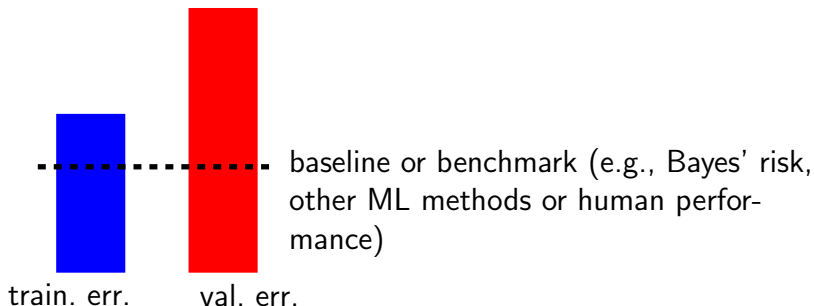 baseline or benchmark (e.g., Bayes' risk,
other ML methods or human perfor-
mance)
train. err.
val. err.